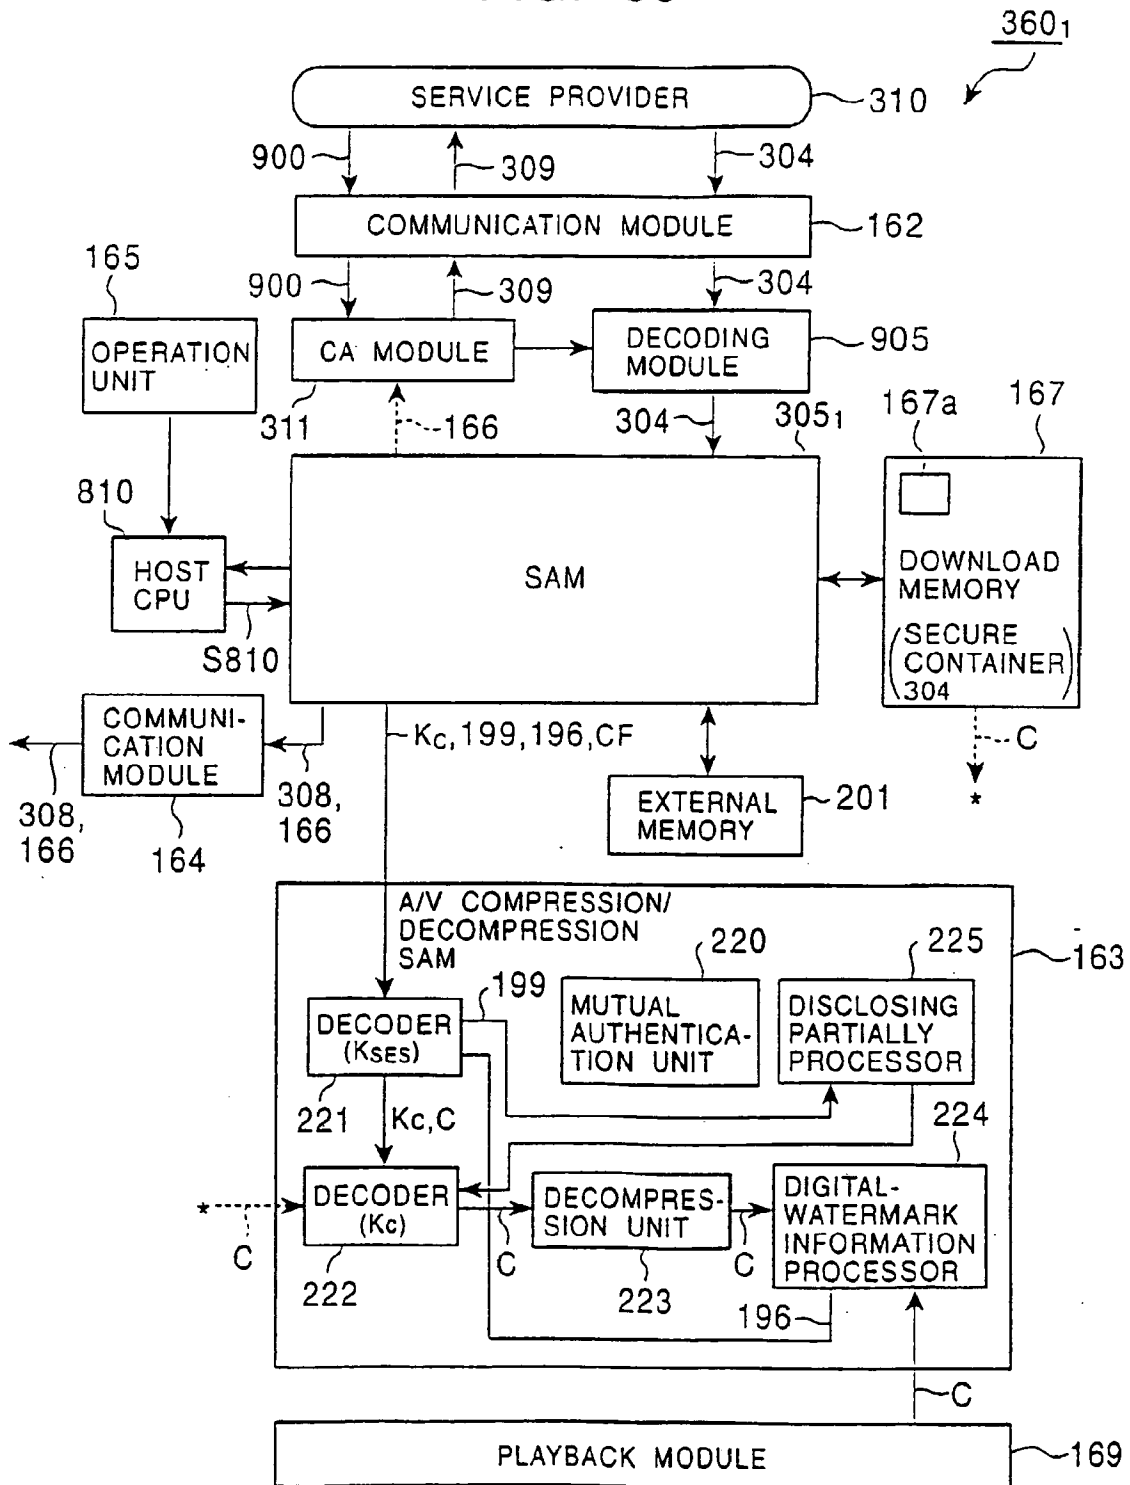 360₁
SERVICE PROVIDER
310
900
309
304
COMMUNICATION MODULE
162
165
900
309
304
OPERATION
UNIT
CA MODULE
DECODING
MODULE
905
311
166
304
305₁
167a
167
810
HOST
CPU
SAM
DOWNLOAD
MEMORY
(SECURE
CONTAINER)
304
S810
COMMUNI-
CATION
MODULE
Kc,199,196,CF
C
*
308,
166
164
308,
166
EXTERNAL
MEMORY
201
A/V COMPRESSION/
DECOMPRESSION
SAM
220
225
163
199
DECODER
(KSES)
MUTUAL
AUTHENTICA-
TION UNIT
DISCLOSING
PARTIALLY
PROCESSOR
221
Kc,C
224
*
C
DECODER
(Kc)
C
DECOMPRES-
SION UNIT
C
DIGITAL-
WATERMARK
INFORMATION
PROCESSOR
222
223
196
C
PLAYBACK MODULE
169